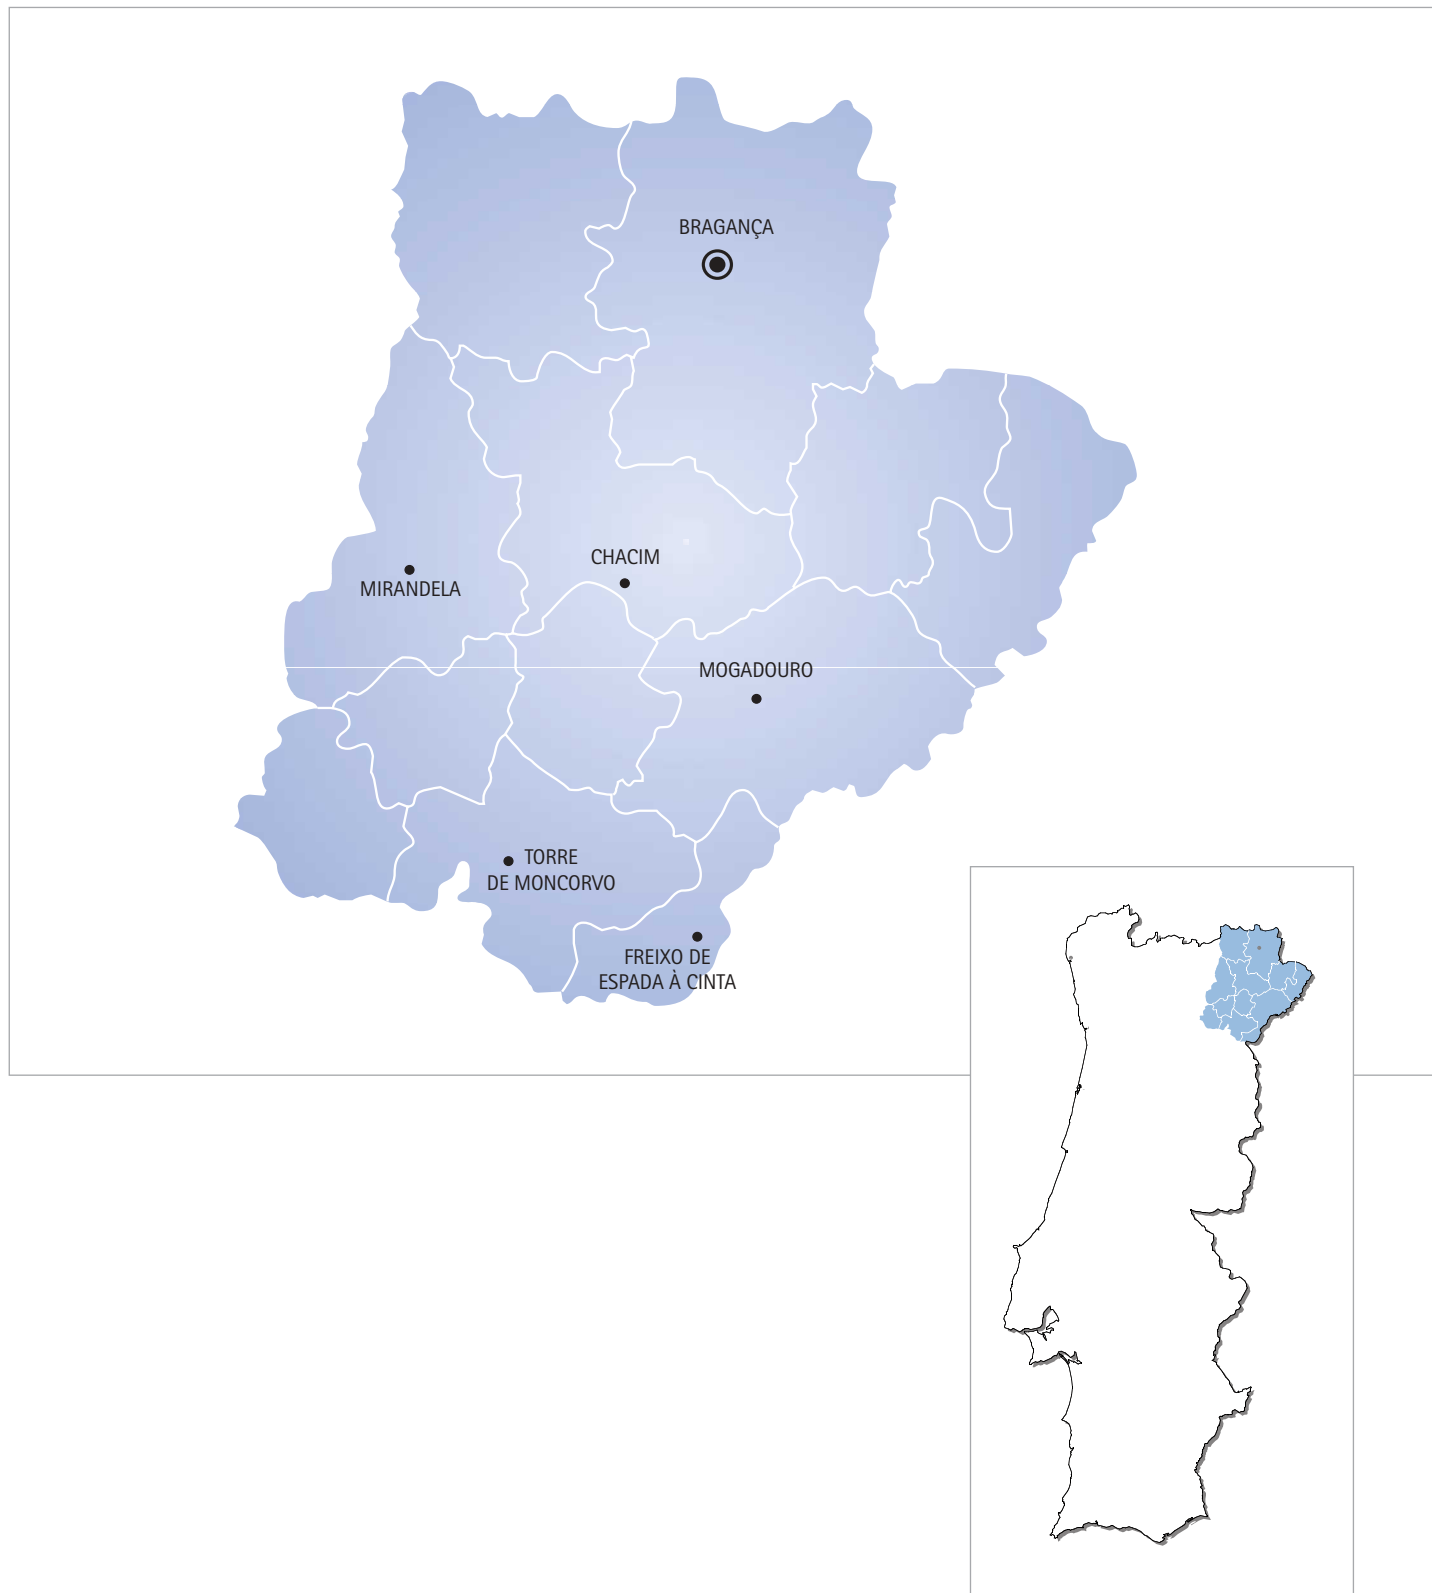 BRAGANÇA
CHACIM
MIRANDELA
MOGADOURO
TORRE
DE MONCORVO
FREIXO DE
ESPADA À CINTA